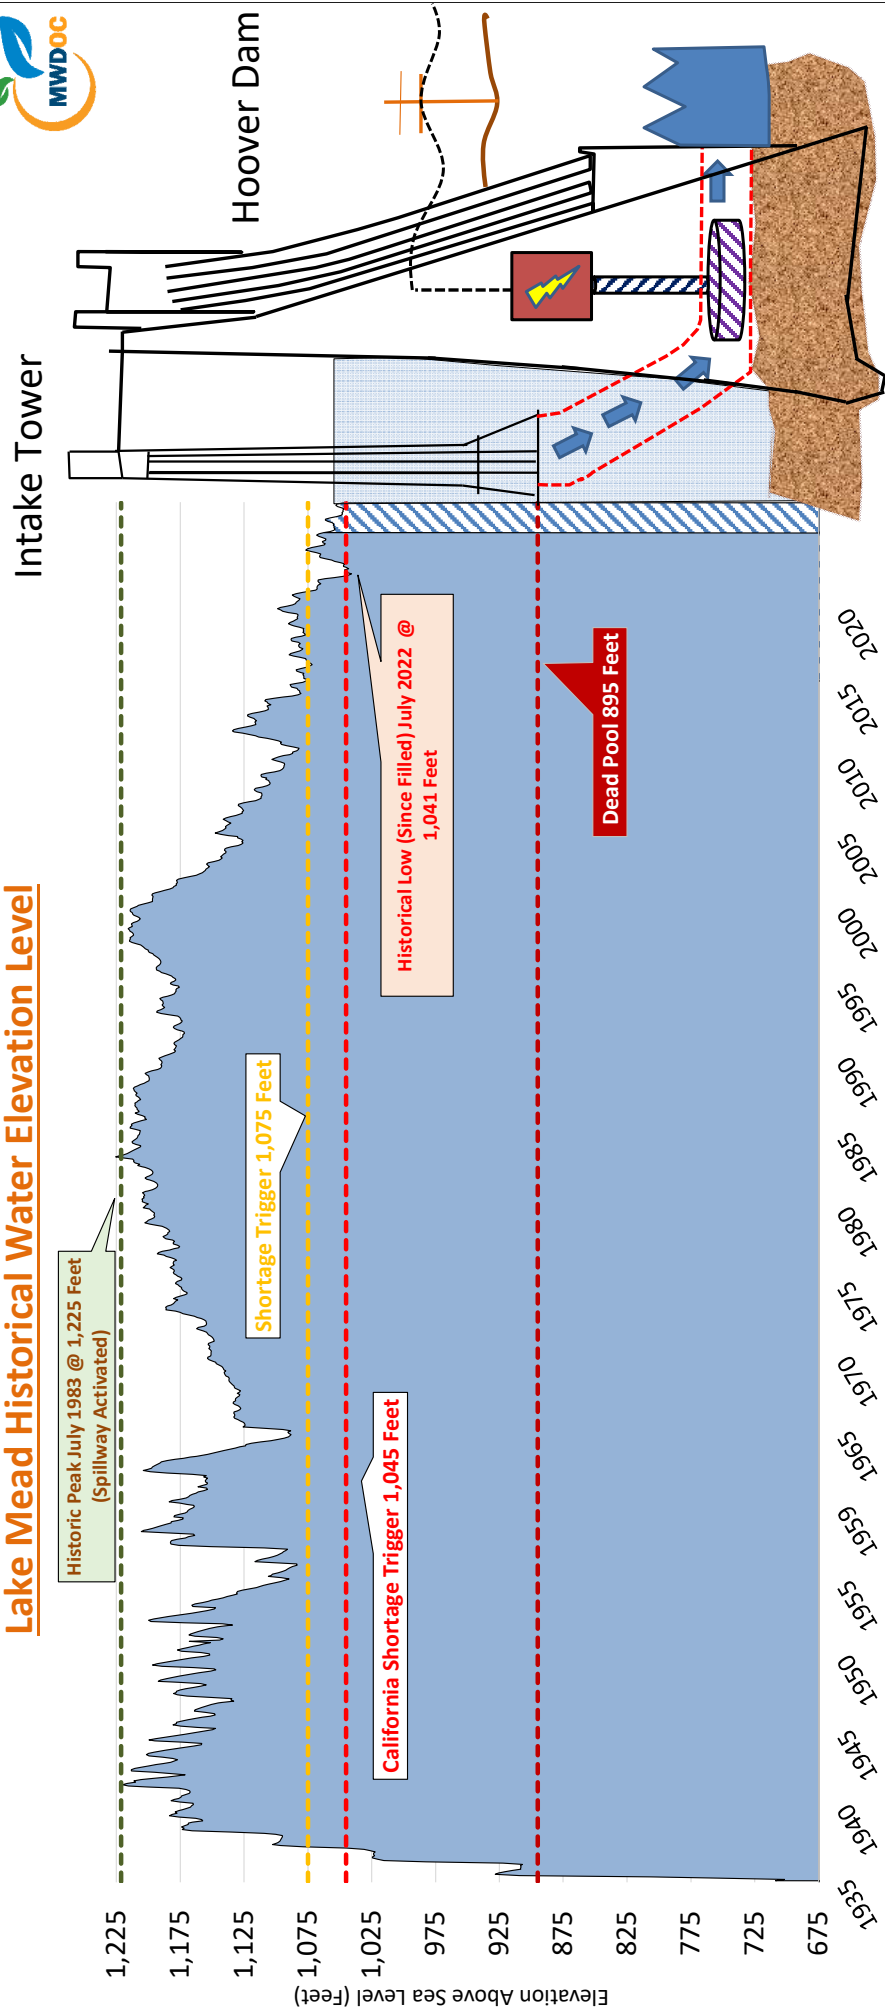 Lake Mead Historical Water Elevation Level
MWDOC
Intake Tower
Hoover Dam
Historic Peak July 1983 @ 1,225 Feet
(Spillway Activated)
Shortage Trigger 1,075 Feet
California Shortage Trigger 1,045 Feet
Historical Low (Since Filled) July 2022 @
1,041 Feet
Dead Pool 895 Feet
Elevation Above Sea Level (Feet)
1,225
1,175
1,125
1,075
1,025
975
925
875
825
775
725
675
1935
1940
1945
1950
1955
1959
1965
1970
1975
1980
1985
1990
1995
2000
2005
2010
2015
2020